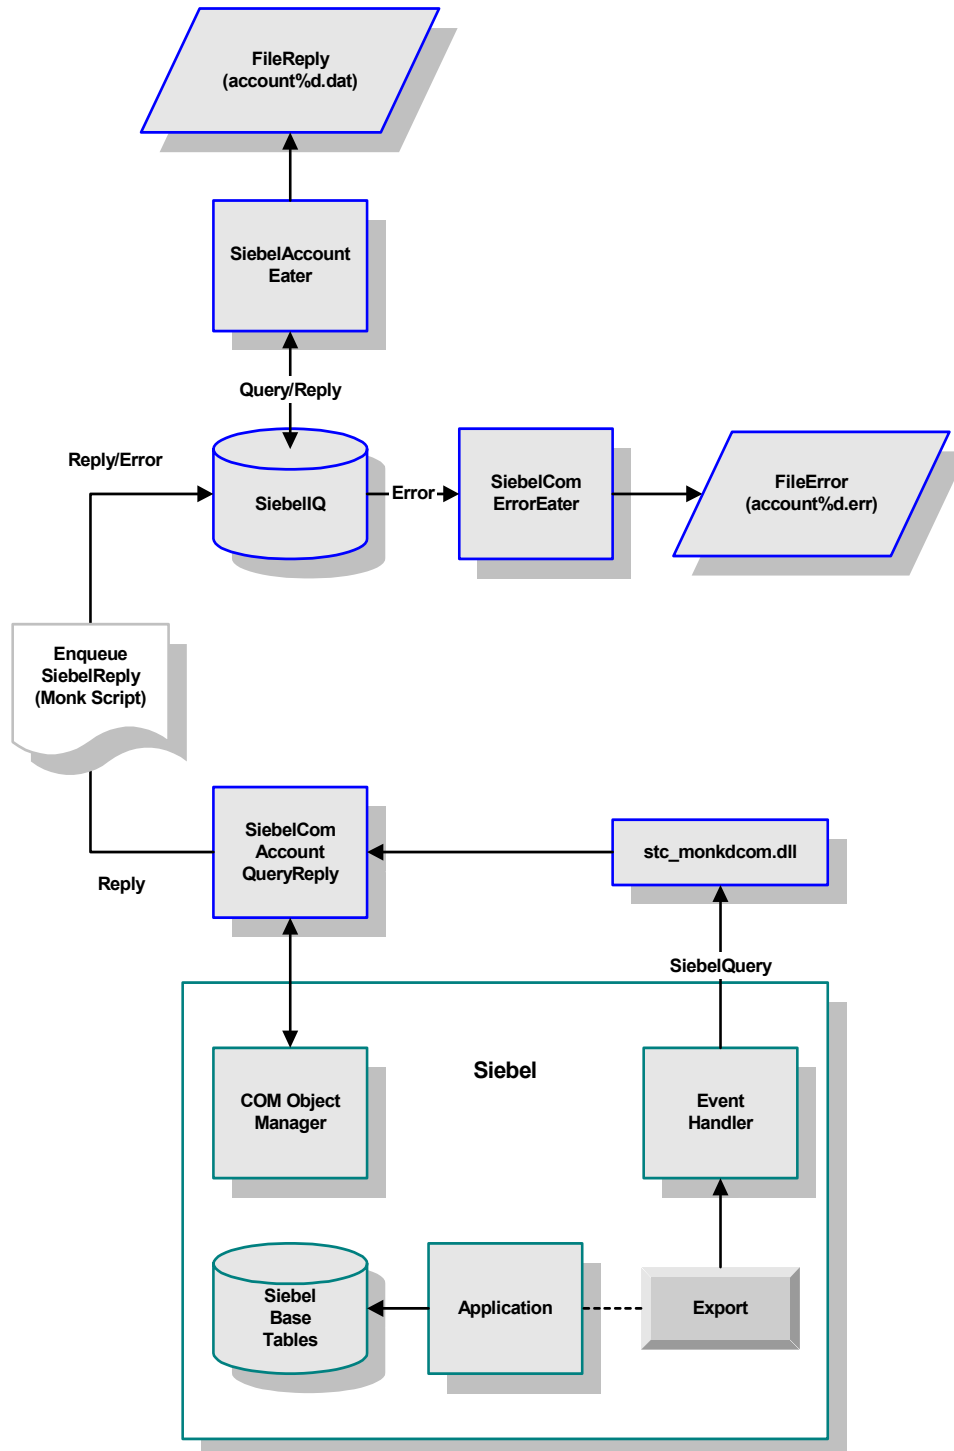 FileReply
(account%d.dat)
SiebelAccount
Eater
Query/Reply
Reply/Error
SiebelIQ
Error
SiebelCom
ErrorEater
FileError
(account%d.err)
Enqueue
SiebelReply
(Monk Script)
SiebelCom
Account
QueryReply
stc_monkdcom.dll
Reply
SiebelQuery
Siebel
COM Object
Manager
Event
Handler
Siebel
Base
Tables
Application
Export